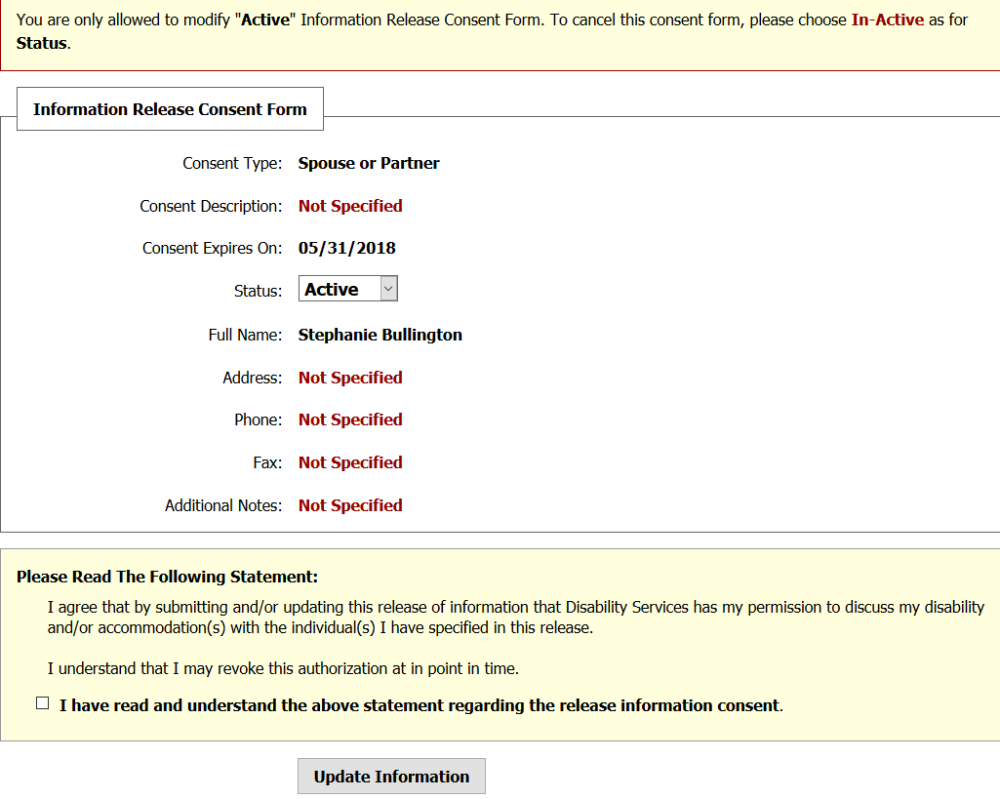 You are only allowed to modify "Active" Information Release Consent Form. To cancel this consent form, please choose In-Active as for
Status.
Information Release Consent Form
Consent Type: Spouse or Partner
Consent Description: Not Specified
Consent Expires On: 05/31/2018
Status: Active
Full Name: Stephanie Bullington
Address: Not Specified
Phone: Not Specified
Fax: Not Specified
Additional Notes: Not Specified
Please Read The Following Statement:
I agree that by submitting and/or updating this release of information that Disability Services has my permission to discuss my disability
and/or accommodation(s) with the individual(s) I have specified in this release.
I understand that I may revoke this authorization at in point in time.
I have read and understand the above statement regarding the release information consent.
Update Information